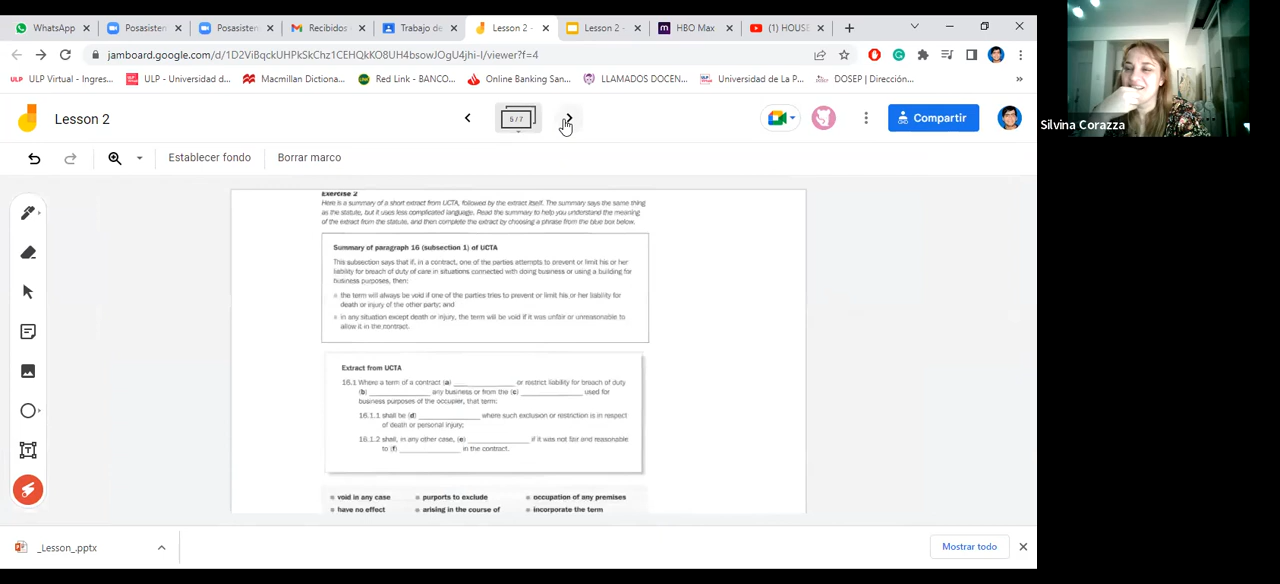 WhatsApp
Posasisten
Posasisten
Recibidos
Trabajo de
Lesson 2 -
Lesson 2 -
HBO Max
(1) HOUSE
jamboard.google.com/d/1D2ViBqckUHPkSkChz1CEHQkKO8UH4bsowJOgU4jhi-I/viewer?f=4
ULP Virtual - Ingres...
ULP - Universidad d...
Macmillan Dictiona...
Red Link - BANCO...
Online Banking San...
LLAMADOS DOCEN...
Universidad de La P...
DOSEP | Dirección...
Lesson 2
5 / 7
Compartir
Silvina Corazza
Establecer fondo
Borrar marco
Exercise 2
Here is a summary of a short extract from UCTA, followed by the extract itself. The summary says the same thing
as the statute, but it uses less complicated language. Read the summary to help you understand the meaning
of the extract from the statute, and then complete the extract by choosing a phrase from the blue box below.
Summary of paragraph 16 (subsection 1) of UCTA
This subsection says that if, in a contract, one of the parties attempts to prevent or limit his or her
liability for breach of duty of care in situations connected with doing business or using a building for
business purposes, then:
the term will always be void if one of the parties tries to prevent or limit his or her liability for
death or injury of the other party; and
in any situation except death or injury, the term will be void if it was unfair or unreasonable to
allow it in the contract.
Extract from UCTA
16.1 Where a term of a contract (a) ____________ or restrict liability for breach of duty
(b) ____________ any business or from the (c) ____________ used for
business purposes of the occupier, that term:
16.1.1 shall be (d) ____________ where such exclusion or restriction is in respect
of death or personal injury;
16.1.2 shall, in any other case, (e) ____________ if it was not fair and reasonable
to (f) ____________ in the contract.
void in any case
purports to exclude
occupation of any premises
have no effect
arising in the course of
incorporate the term
_Lesson_.pptx
Mostrar todo